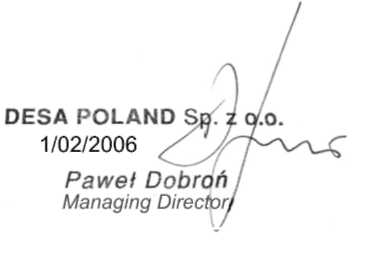 DESA POLAND Sp. z o.o.
1/02/2006
Paweł Dobroń
Managing Director